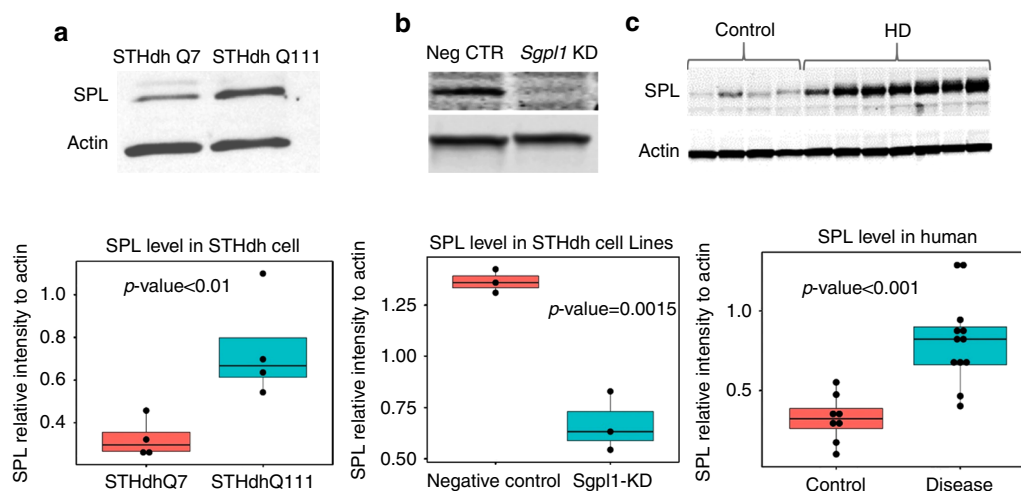 a
STHdh Q7 STHdh Q111
SPL
Actin
SPL level in STHdh cell
SPL relative intensity to actin
p-value<0.01
1.0
0.8
0.6
0.4
STHdhQ7 STHdhQ111
b
Neg CTR Sgpl1 KD
SPL level in STHdh cell Lines
SPL relative intensity to actin
p-value=0.0015
1.25
1.00
0.75
0.50
Negative control Sgpl1-KD
c
Control HD
SPL
Actin
SPL level in human
SPL relative intensity to actin
p-value<0.001
1.0
0.5
Control Disease